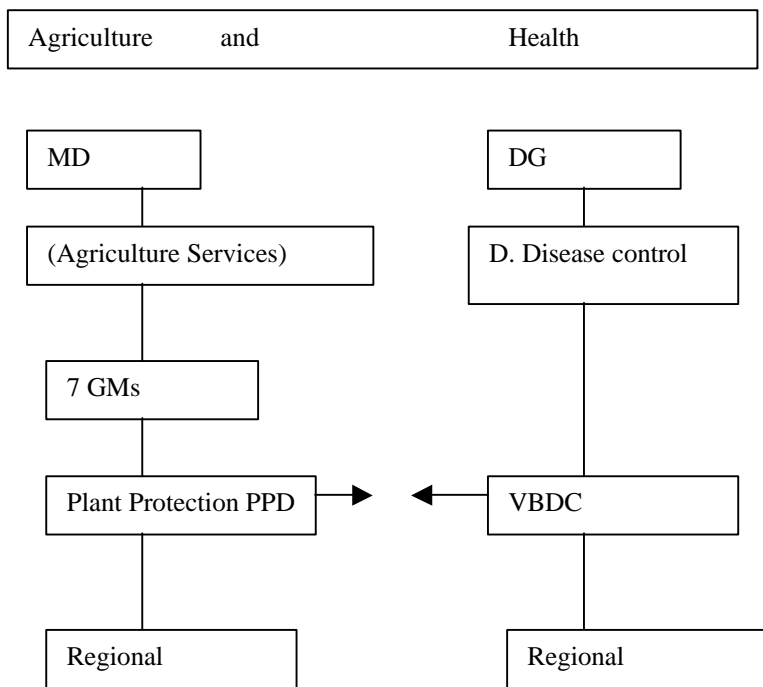 Agriculture and Health
MD
DG
(Agriculture Services)
D. Disease control
7 GMs
Plant Protection PPD
VBDC
Regional
Regional